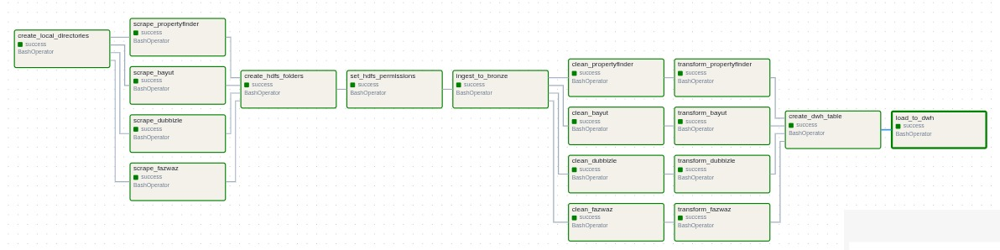 create_local_directories
success
BashOperator
scrape_propertyfinder
success
BashOperator
scrape_bayut
success
BashOperator
scrape_dubizzle
success
BashOperator
scrape_fazwaz
success
BashOperator
create_hdfs_folders
success
BashOperator
set_hdfs_permissions
success
BashOperator
ingest_to_bronze
success
BashOperator
clean_propertyfinder
success
BashOperator
clean_bayut
success
BashOperator
clean_dubbizle
success
BashOperator
clean_fazwaz
success
BashOperator
transform_propertyfinder
success
BashOperator
transform_bayut
success
BashOperator
transform_dubbizle
success
BashOperator
transform_fazwaz
success
BashOperator
create_dwh_table
success
BashOperator
load_to_dwh
success
BashOperator